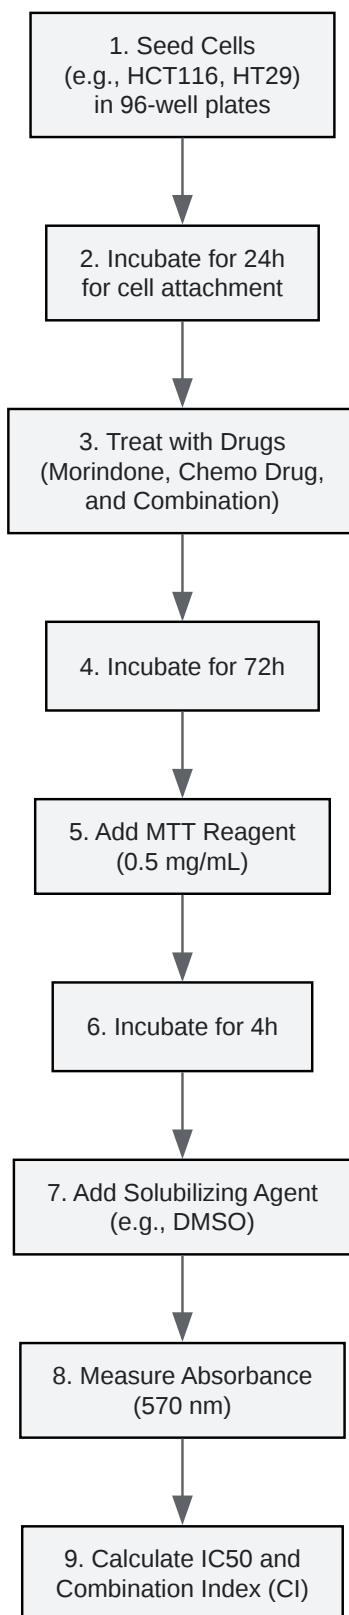 1. Seed Cells
(e.g., HCT116, HT29)
in 96-well plates
2. Incubate for 24h
for cell attachment
3. Treat with Drugs
(Morindone, Chemo Drug,
and Combination)
4. Incubate for 72h
5. Add MTT Reagent
(0.5 mg/mL)
6. Incubate for 4h
7. Add Solubilizing Agent
(e.g., DMSO)
8. Measure Absorbance
(570 nm)
9. Calculate IC50 and
Combination Index (CI)